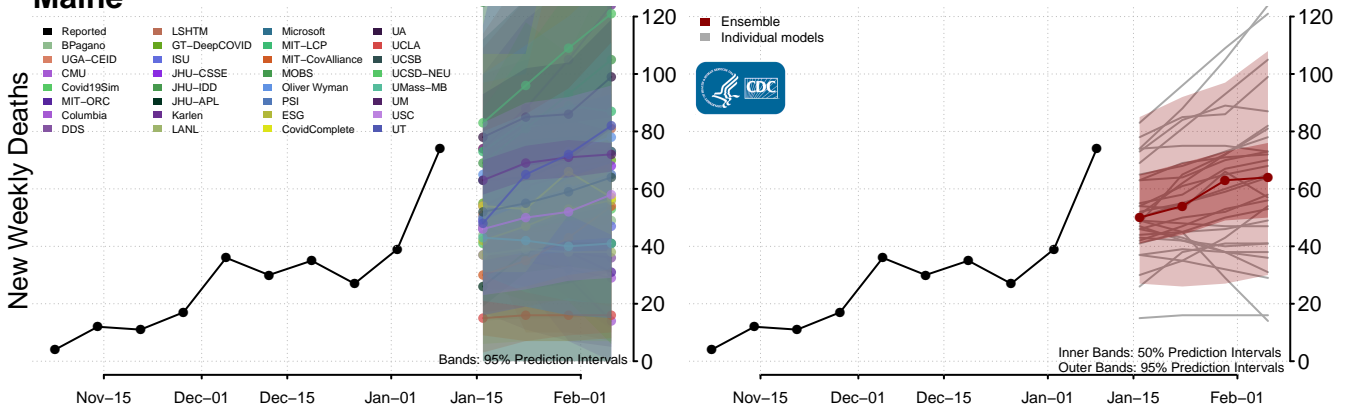 Maine
New Weekly Deaths
Reported
BPagano
UGA−CEID
CMU
Covid19Sim
MIT−ORC
Columbia
DDS
LSHTM
GT−DeepCOVID
ISU
JHU−CSSE
JHU−IDD
JHU−APL
Karlen
LANL
Microsoft
MIT−LCP
MIT−CovAlliance
MOBS
Oliver Wyman
PSI
ESG
CovidComplete
UA
UCLA
UCSB
UCSD−NEU
UMass−MB
UM
USC
UT
120
100
80
60
40
20
0
Bands: 95% Prediction Intervals
Nov−15
Dec−01
Dec−15
Jan−01
Jan−15
Feb−01
Ensemble
Individual models
CDC
120
100
80
60
40
20
0
Inner Bands: 50% Prediction Intervals
Outer Bands: 95% Prediction Intervals
Nov−15
Dec−01
Dec−15
Jan−01
Jan−15
Feb−01